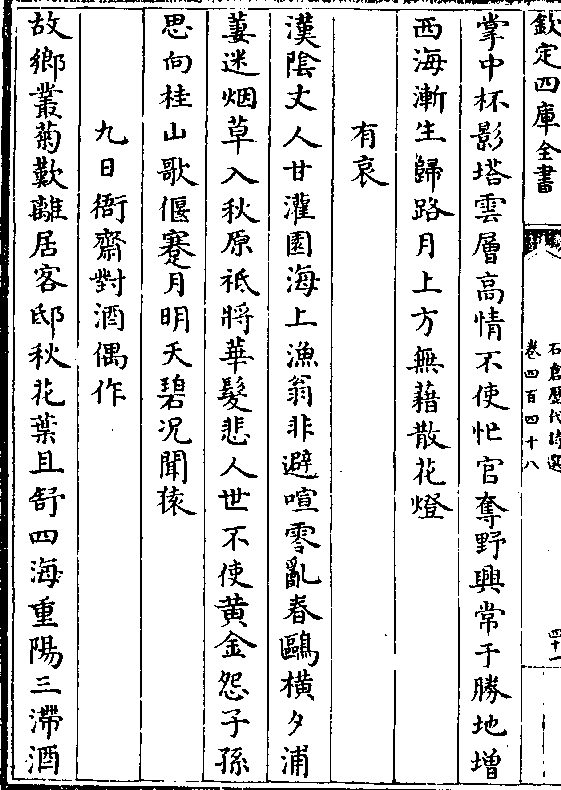 欽定四庫全書
石倉歷代詩選
卷四百四十八
四十一
掌中杯影塔雲層高情不使忙官奪野興常于勝地增
西海漸生歸路月上方無藉散花燈
有哀
漢陰丈人甘灌園海上漁翁非避喧零亂春鷗橫夕浦
萋迷烟草入秋原祗將華髮悲人世不使黄金怨子孫
思向桂山歌偃蹇月明天碧况聞猿
九日衙齋對酒偶作
故鄉叢菊歎離居客邸秋花葉且舒四海重陽三滯酒